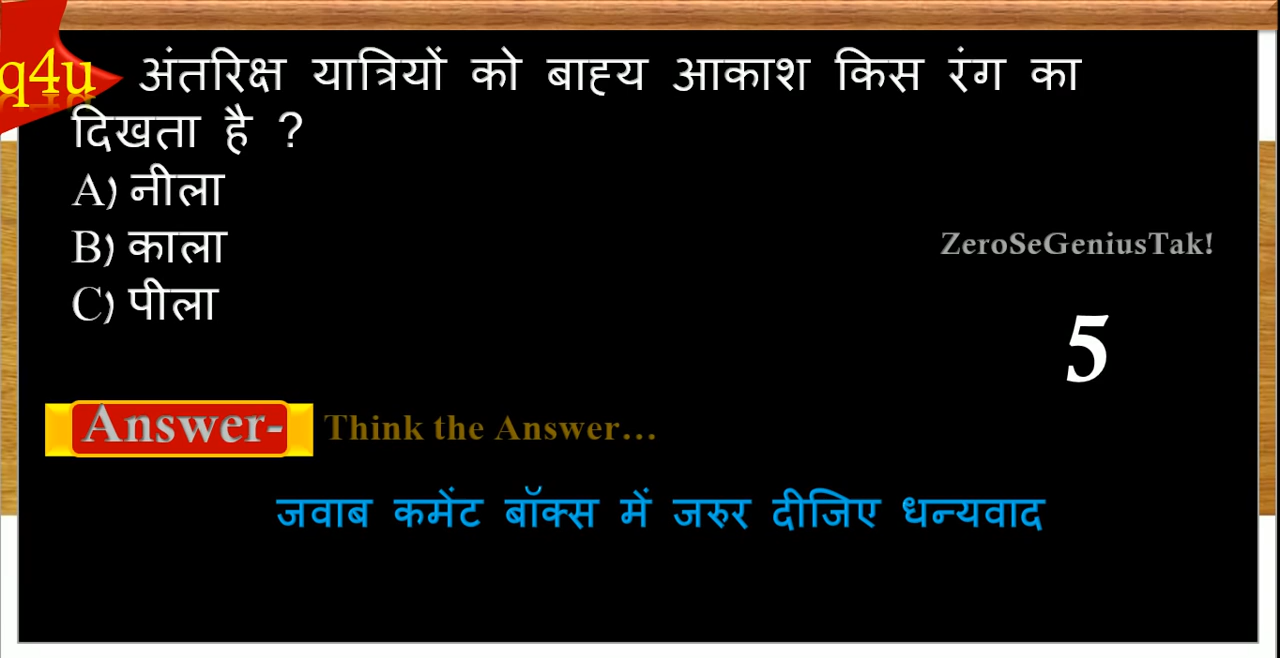 q4u
अंतरिक्ष यात्रियों को बाह्य आकाश किस रंग का
दिखता है ?
A) नीला
B) काला
C) पीला
ZeroSeGeniusTak!
5
Answer- Think the Answer...
जवाब कमेंट बॉक्स में जरुर दीजिए धन्यवाद